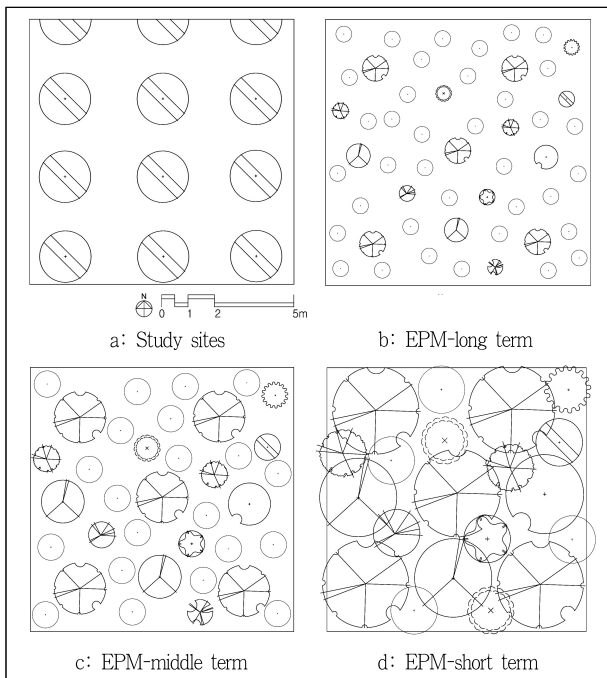 N
0 1 2 5m
a: Study sites
b: EPM-long term
c: EPM-middle term
d: EPM-short term